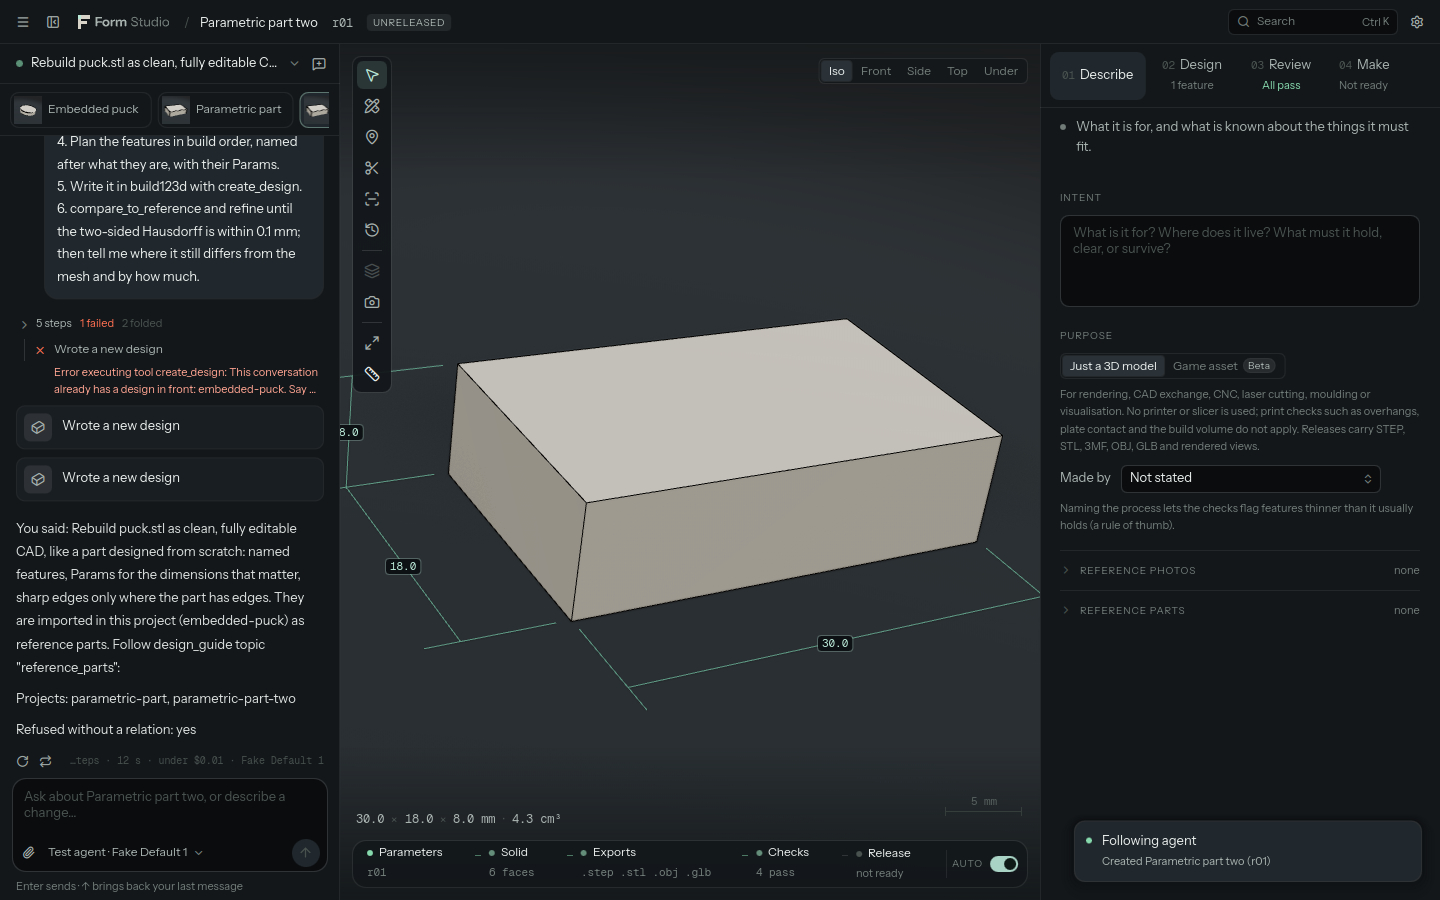 Form Studio / Parametric part two r01 UNRELEASED
Search Ctrl K
Rebuild puck.stl as clean, fully editable C...
Embedded puck
Parametric part
4. Plan the features in build order, named
after what they are, with their Params.
5. Write it in build123d with create_design.
6. compare_to_reference and refine until
the two-sided Hausdorff is within 0.1 mm;
then tell me where it still differs from the
mesh and by how much.
5 steps 1 failed 2 folded
Wrote a new design
Error executing tool create_design: This conversation
already has a design in front: embedded-puck. Say ...
Wrote a new design
Wrote a new design
You said: Rebuild puck.stl as clean, fully editable
CAD, like a part designed from scratch: named
features, Params for the dimensions that matter,
sharp edges only where the part has edges. They
are imported in this project (embedded-puck) as
reference parts. Follow design_guide topic
"reference_parts":
Projects: parametric-part, parametric-part-two
Refused without a relation: yes
…teps · 12 s · under $0.01 · Fake Default 1
Ask about Parametric part two, or describe a
change...
Test agent · Fake Default 1
Enter sends · ↑ brings back your last message
Iso Front Side Top Under
8.0
18.0
30.0
5 mm
30.0 × 18.0 × 8.0 mm · 4.3 cm³
Parameters
r01
Solid
6 faces
Exports
.step .stl .obj .glb
Checks
4 pass
Release
not ready
AUTO
01 Describe
02 Design
1 feature
03 Review
All pass
04 Make
Not ready
What it is for, and what is known about the things it must
fit.
INTENT
What is it for? Where does it live? What must it hold,
clear, or survive?
PURPOSE
Just a 3D model Game asset Beta
For rendering, CAD exchange, CNC, laser cutting, moulding or
visualisation. No printer or slicer is used; print checks such as overhangs,
plate contact and the build volume do not apply. Releases carry STEP,
STL, 3MF, OBJ, GLB and rendered views.
Made by Not stated
Naming the process lets the checks flag features thinner than it usually
holds (a rule of thumb).
REFERENCE PHOTOS none
REFERENCE PARTS none
Following agent
Created Parametric part two (r01)